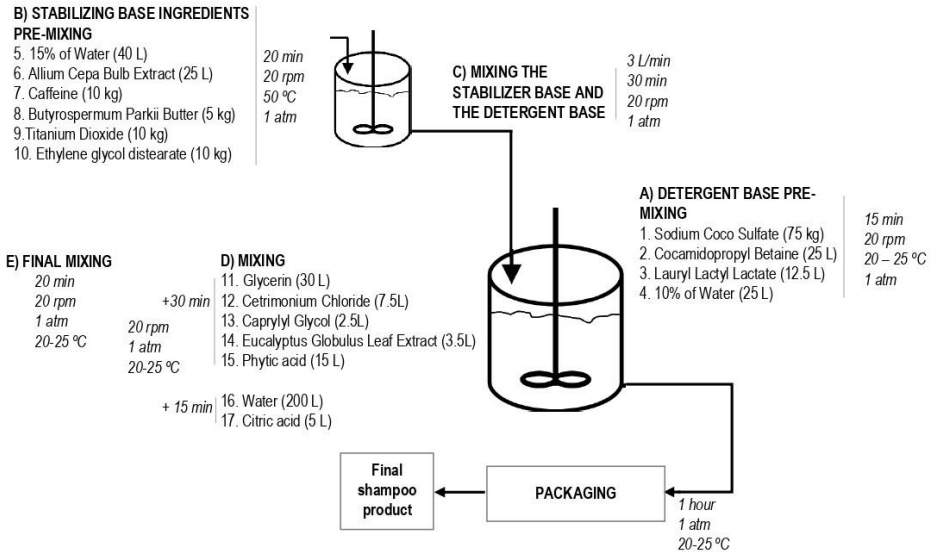 B) STABILIZING BASE INGREDIENTS
PRE-MIXING
5. 15% of Water (40 L)
6. Allium Cepa Bulb Extract (25 L)
7. Caffeine (10 kg)
8. Butyrospermum Parkii Butter (5 kg)
9.Titanium Dioxide (10 kg)
10. Ethylene glycol distearate (10 kg)
20 min
20 rpm
50 ºC
1 atm
C) MIXING THE
STABILIZER BASE AND
THE DETERGENT BASE
3 L/min
30 min
20 rpm
1 atm
A) DETERGENT BASE PRE-
MIXING
1. Sodium Coco Sulfate (75 kg)
2. Cocamidopropyl Betaine (25 L)
3. Lauryl Lactyl Lactate (12.5 L)
4. 10% of Water (25 L)
15 min
20 rpm
20 – 25 ºC
1 atm
E) FINAL MIXING
20 min
20 rpm
1 atm
20-25 ºC
D) MIXING
+30 min
20 rpm
1 atm
20-25 ºC
11. Glycerin (30 L)
12. Cetrimonium Chloride (7.5L)
13. Caprylyl Glycol (2.5L)
14. Eucalyptus Globulus Leaf Extract (3.5L)
15. Phytic acid (15 L)
+ 15 min
16. Water (200 L)
17. Citric acid (5 L)
Final
shampoo
product
PACKAGING
1 hour
1 atm
20-25 ºC